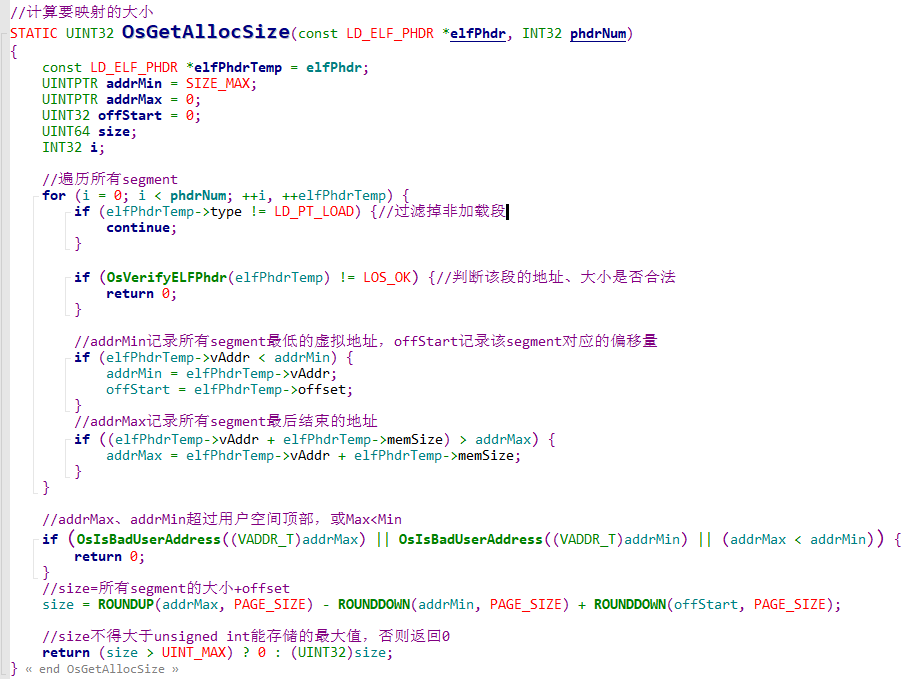 //计算要映射的大小
STATIC UINT32 OsGetAllocSize(const LD_ELF_PHDR *elfPhdr, INT32 phdrNum)
{
    const LD_ELF_PHDR *elfPhdrTemp = elfPhdr;
    UINTPTR addrMin = SIZE_MAX;
    UINTPTR addrMax = 0;
    UINT32 offStart = 0;
    UINT64 size;
    INT32 i;

    //遍历所有segment
    for (i = 0; i < phdrNum; ++i, ++elfPhdrTemp) {
        if (elfPhdrTemp->type != LD_PT_LOAD) {//过滤掉非加载段
            continue;
        }

        if (OsVerifyELFPhdr(elfPhdrTemp) != LOS_OK) {//判断该段的地址、大小是否合法
            return 0;
        }

        //addrMin记录所有segment最低的虚拟地址，offStart记录该segment对应的偏移量
        if (elfPhdrTemp->vAddr < addrMin) {
            addrMin = elfPhdrTemp->vAddr;
            offStart = elfPhdrTemp->offset;
        }
        //addrMax记录所有segment最后结束的地址
        if ((elfPhdrTemp->vAddr + elfPhdrTemp->memSize) > addrMax) {
            addrMax = elfPhdrTemp->vAddr + elfPhdrTemp->memSize;
        }
    }

    //addrMax、addrMin超过用户空间顶部，或Max<Min
    if (OsIsBadUserAddress((VADDR_T)addrMax) || OsIsBadUserAddress((VADDR_T)addrMin) || (addrMax < addrMin)) {
        return 0;
    }
    //size=所有segment的大小+offset
    size = ROUNDUP(addrMax, PAGE_SIZE) - ROUNDDOWN(addrMin, PAGE_SIZE) + ROUNDDOWN(offStart, PAGE_SIZE);

    //size不得大于unsigned int能存储的最大值，否则返回0
    return (size > UINT_MAX) ? 0 : (UINT32)size;
} « end OsGetAllocSize »